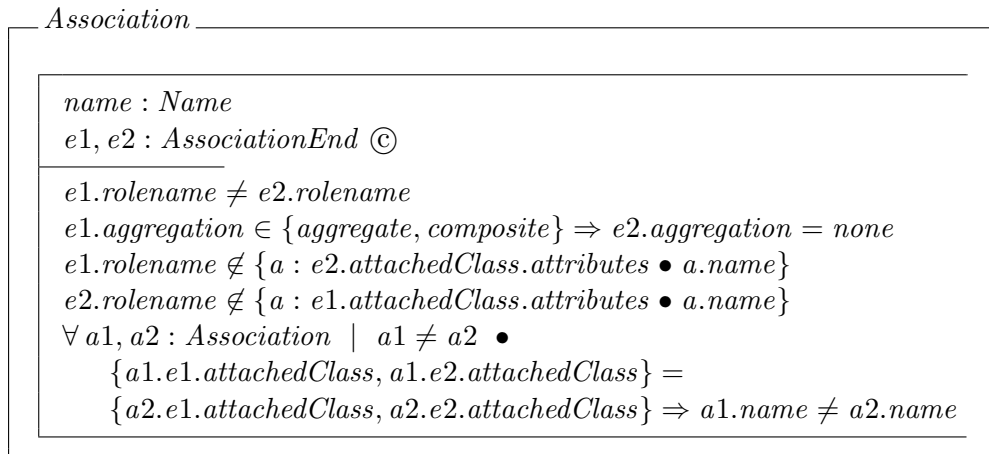 Association
name : Name
e1, e2 : AssociationEnd ©
e1.rolename ≠ e2.rolename
e1.aggregation ∈ {aggregate, composite} ⇒ e2.aggregation = none
e1.rolename ∉ {a : e2.attachedClass.attributes • a.name}
e2.rolename ∉ {a : e1.attachedClass.attributes • a.name}
∀ a1, a2 : Association | a1 ≠ a2 •
{a1.e1.attachedClass, a1.e2.attachedClass} =
{a2.e1.attachedClass, a2.e2.attachedClass} ⇒ a1.name ≠ a2.name